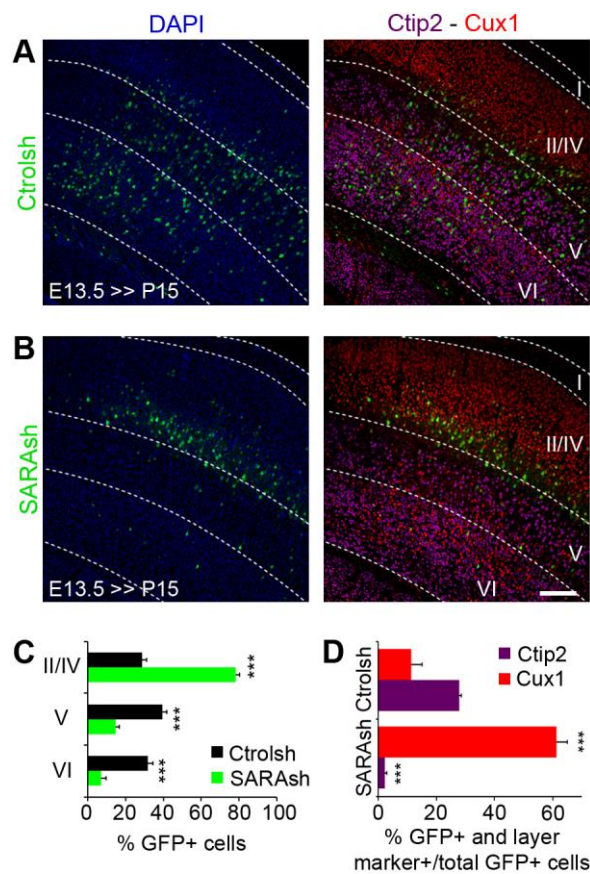 DAPI
Ctip2 - Cux1
A
Ctrolsh
E13.5 >> P15
I
II/IV
V
VI
B
SARAsh
E13.5 >> P15
I
II/IV
V
VI
C
II/IV
V
VI
***
***
***
Ctrolsh
SARAsh
0 20 40 60 80 100
% GFP+ cells
D
Ctrolsh
SARAsh
Ctip2
Cux1
***
***
0 20 40 60
% GFP+ and layer
marker+/total GFP+ cells